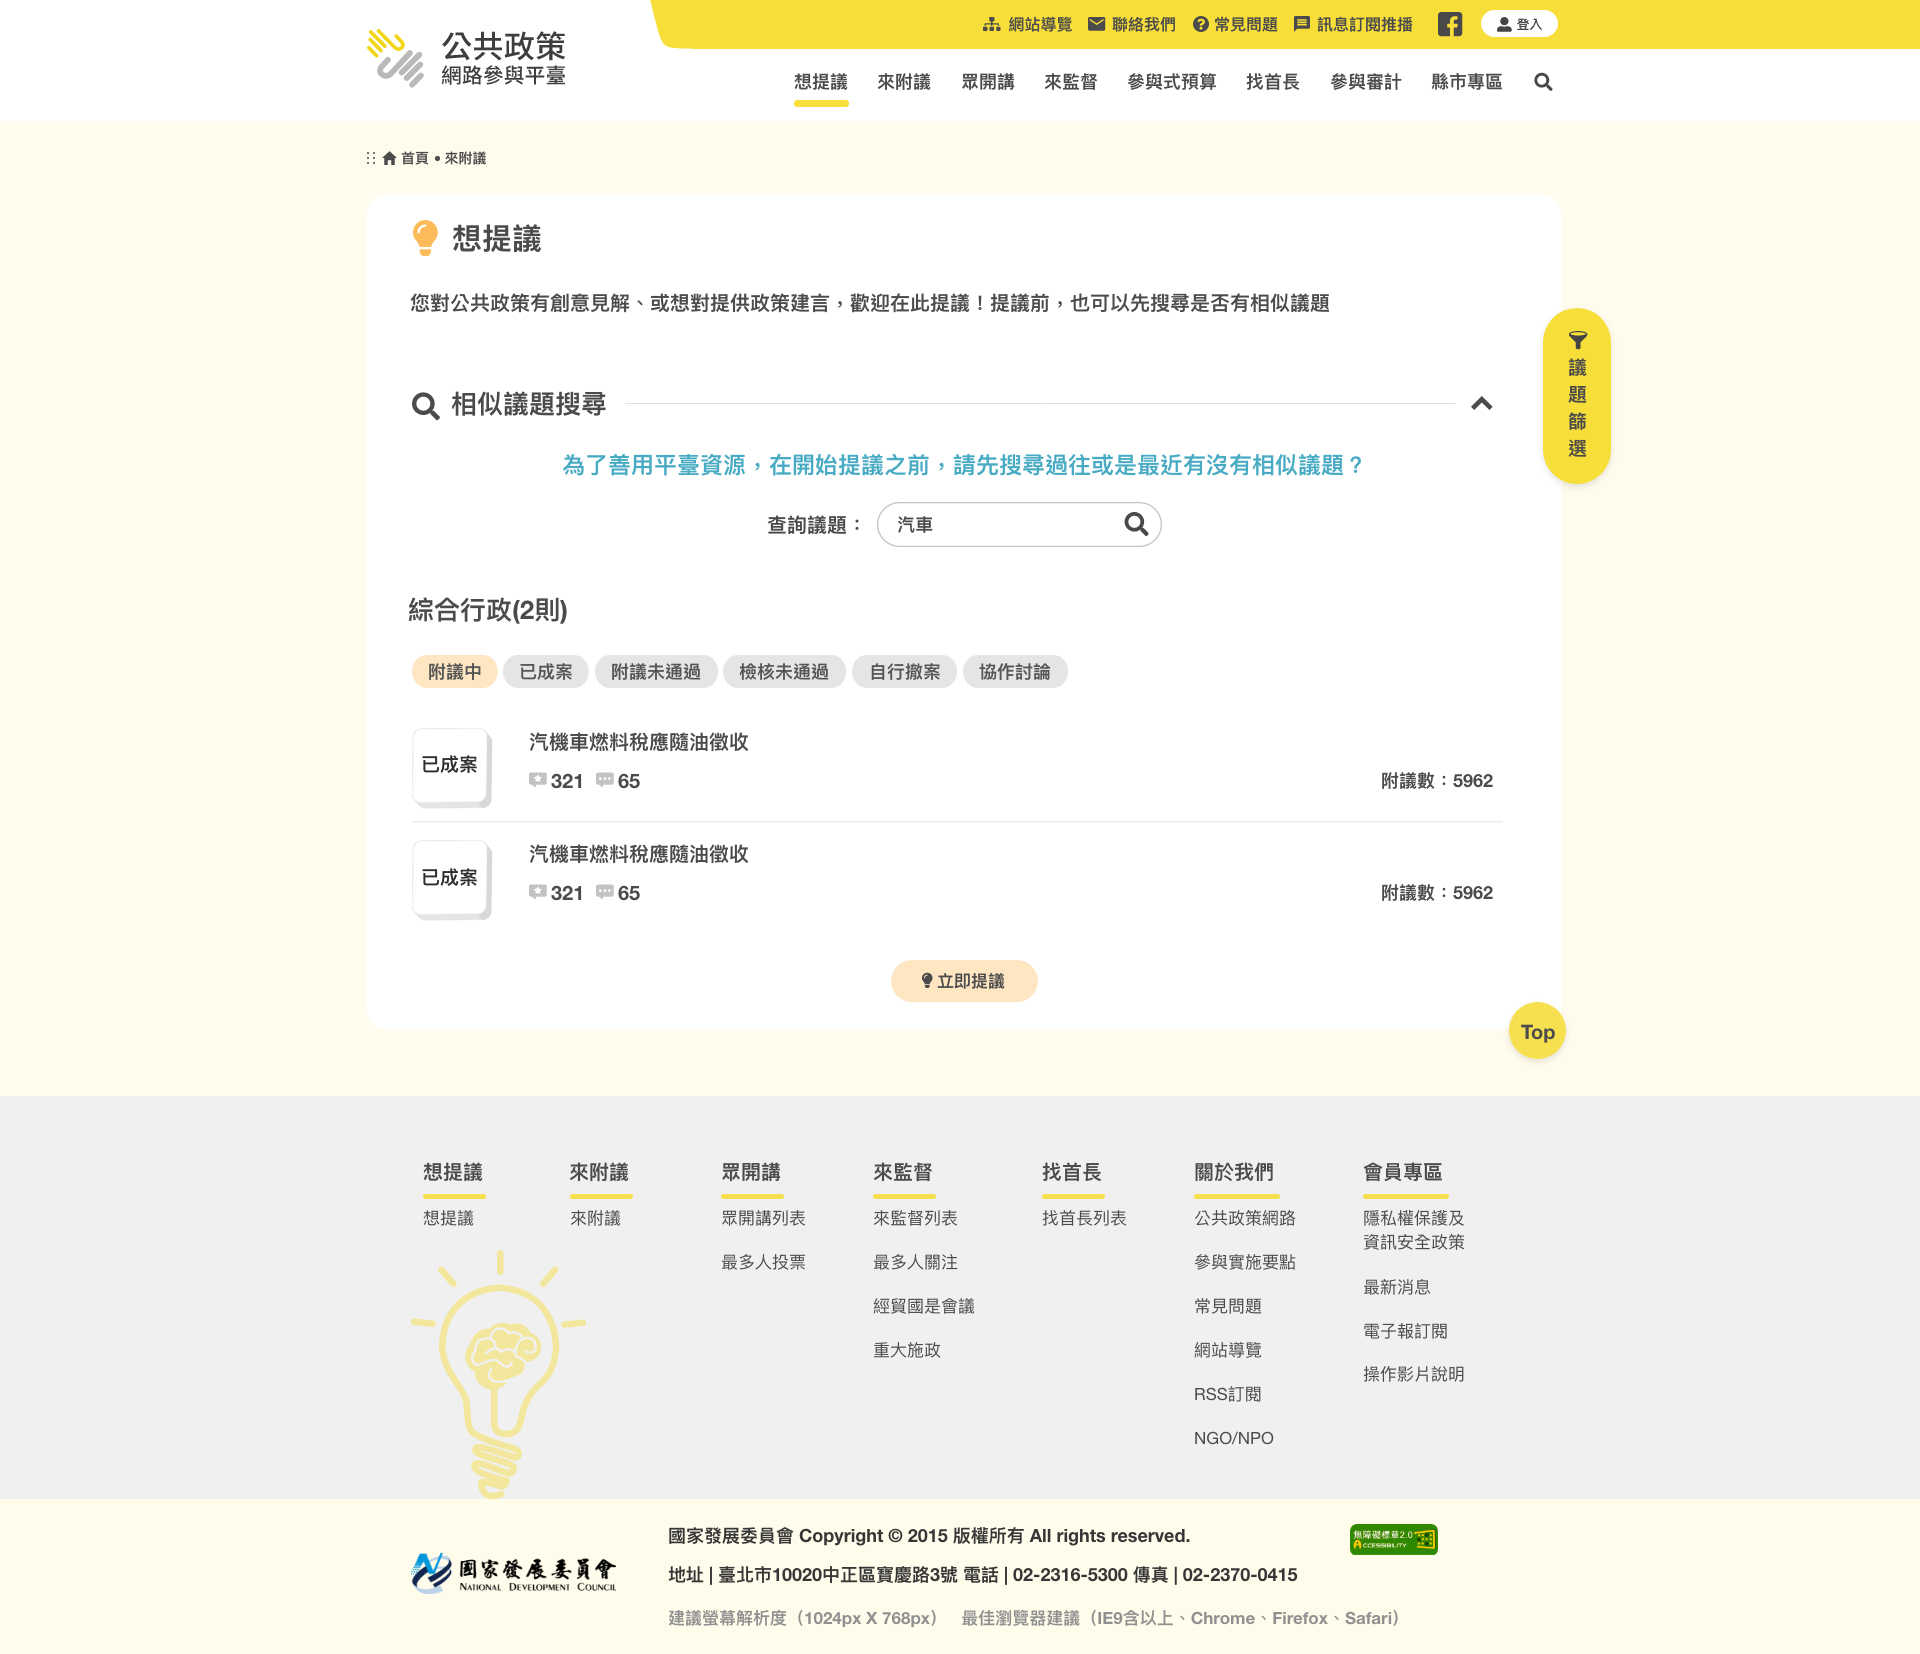 公共政策
網路參與平臺
網站導覽 聯絡我們 常見問題 訊息訂閱推播 登入
想提議 來附議 眾開講 來監督 參與式預算 找首長 參與審計 縣市專區
首頁 • 來附議
想提議
您對公共政策有創意見解、或想對提供政策建言，歡迎在此提議！提議前，也可以先搜尋是否有相似議題
議題篩選
相似議題搜尋
為了善用平臺資源，在開始提議之前，請先搜尋過往或是最近有沒有相似議題？
查詢議題： 汽車
綜合行政(2則)
附議中 已成案 附議未通過 檢核未通過 自行撤案 協作討論
已成案
汽機車燃料稅應隨油徵收
321 65
附議數：5962
已成案
汽機車燃料稅應隨油徵收
321 65
附議數：5962
立即提議
Top
想提議
想提議
來附議
來附議
眾開講
眾開講列表
最多人投票
來監督
來監督列表
最多人關注
經貿國是會議
重大施政
找首長
找首長列表
關於我們
公共政策網路
參與實施要點
常見問題
網站導覽
RSS訂閱
NGO/NPO
會員專區
隱私權保護及
資訊安全政策
最新消息
電子報訂閱
操作影片說明
國家發展委員會
NATIONAL DEVELOPMENT COUNCIL
國家發展委員會 Copyright © 2015 版權所有 All rights reserved.
地址 | 臺北市10020中正區寶慶路3號 電話 | 02-2316-5300 傳真 | 02-2370-0415
建議螢幕解析度（1024px X 768px） 最佳瀏覽器建議（IE9含以上、Chrome、Firefox、Safari）
無障礙標章2.0
ACCESSIBILITY